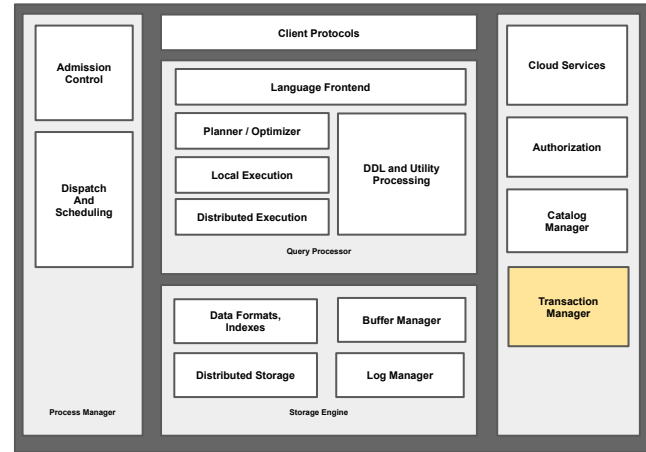 Admission
Control
Dispatch
And
Scheduling
Process Manager
Client Protocols
Language Frontend
Planner / Optimizer
Local Execution
Distributed Execution
DDL and Utility
Processing
Query Processor
Data Formats,
Indexes
Buffer Manager
Distributed Storage
Log Manager
Storage Engine
Cloud Services
Authorization
Catalog
Manager
Transaction
Manager